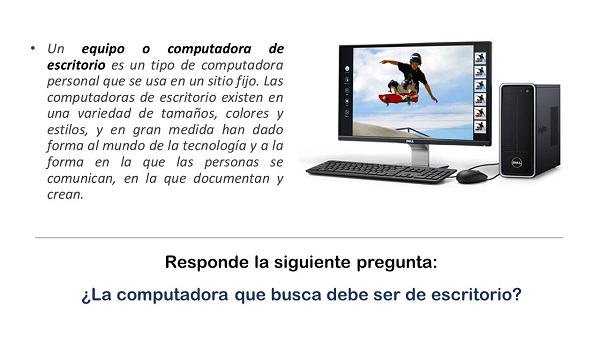 • Un equipo o computadora de
escritorio es un tipo de computadora
personal que se usa en un sitio fijo. Las
computadoras de escritorio existen en
una variedad de tamaños, colores y
estilos, y en gran medida han dado
forma al mundo de la tecnología y a la
forma en la que las personas se
comunican, en la que documentan y
crean.
DELL
DELL
Responde la siguiente pregunta:
¿La computadora que busca debe ser de escritorio?